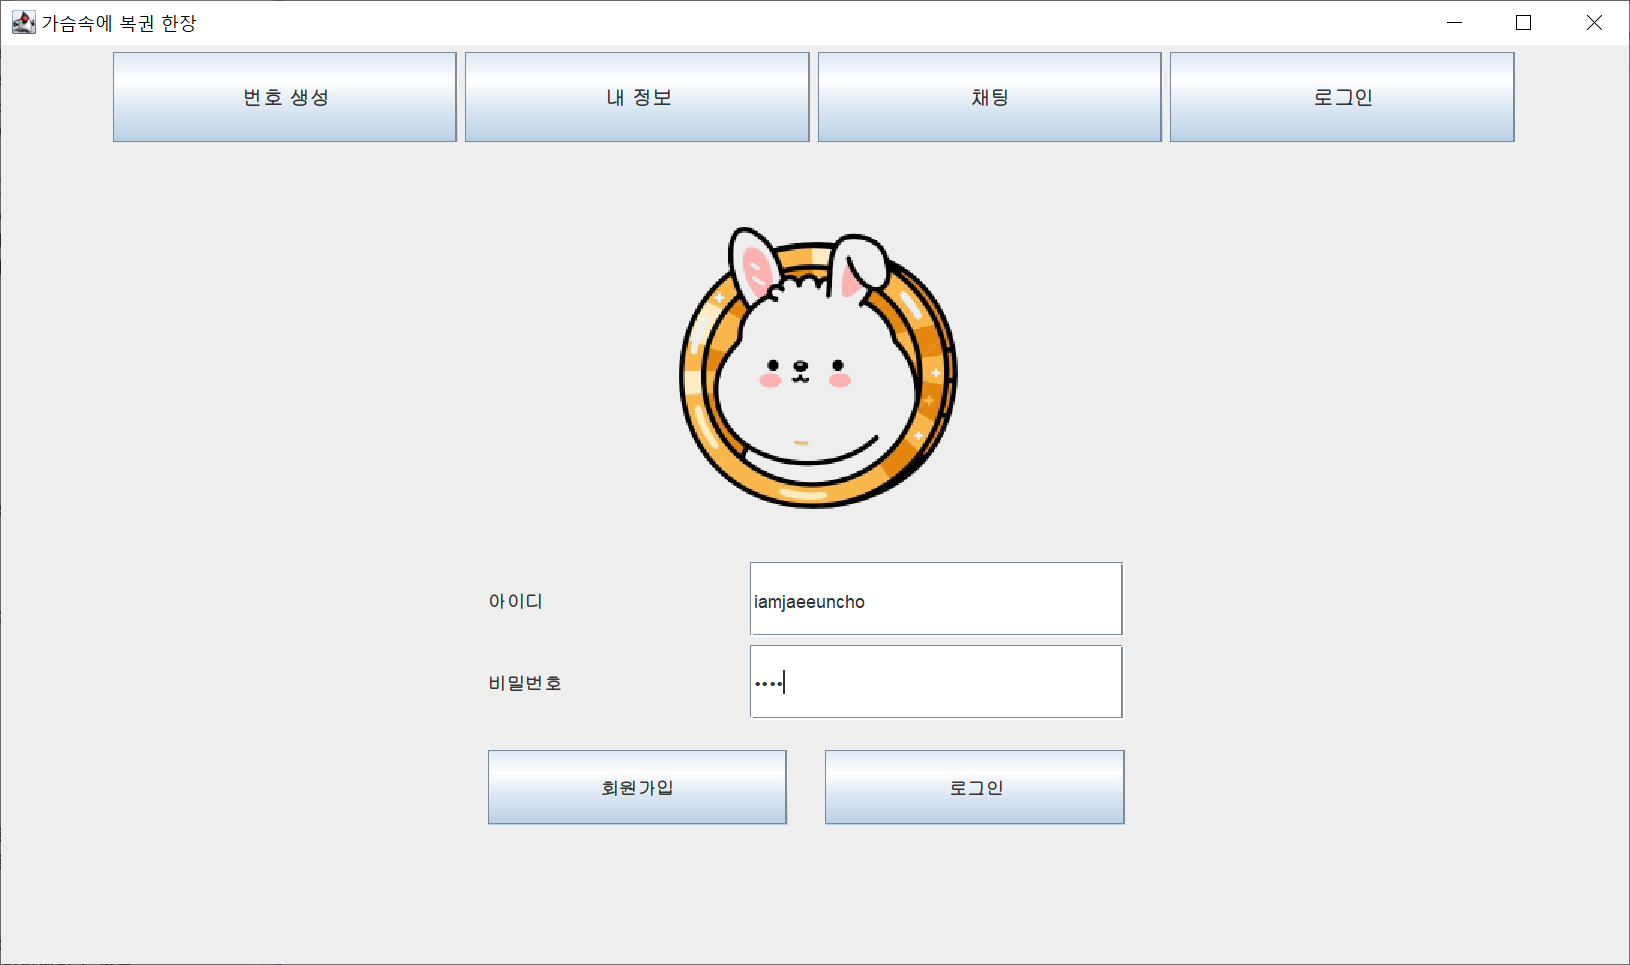 가슴속에 복권 한장
번호 생성 내 정보 채팅 로그인
아이디 iamjaeeuncho
비밀번호 ••••
회원가입 로그인